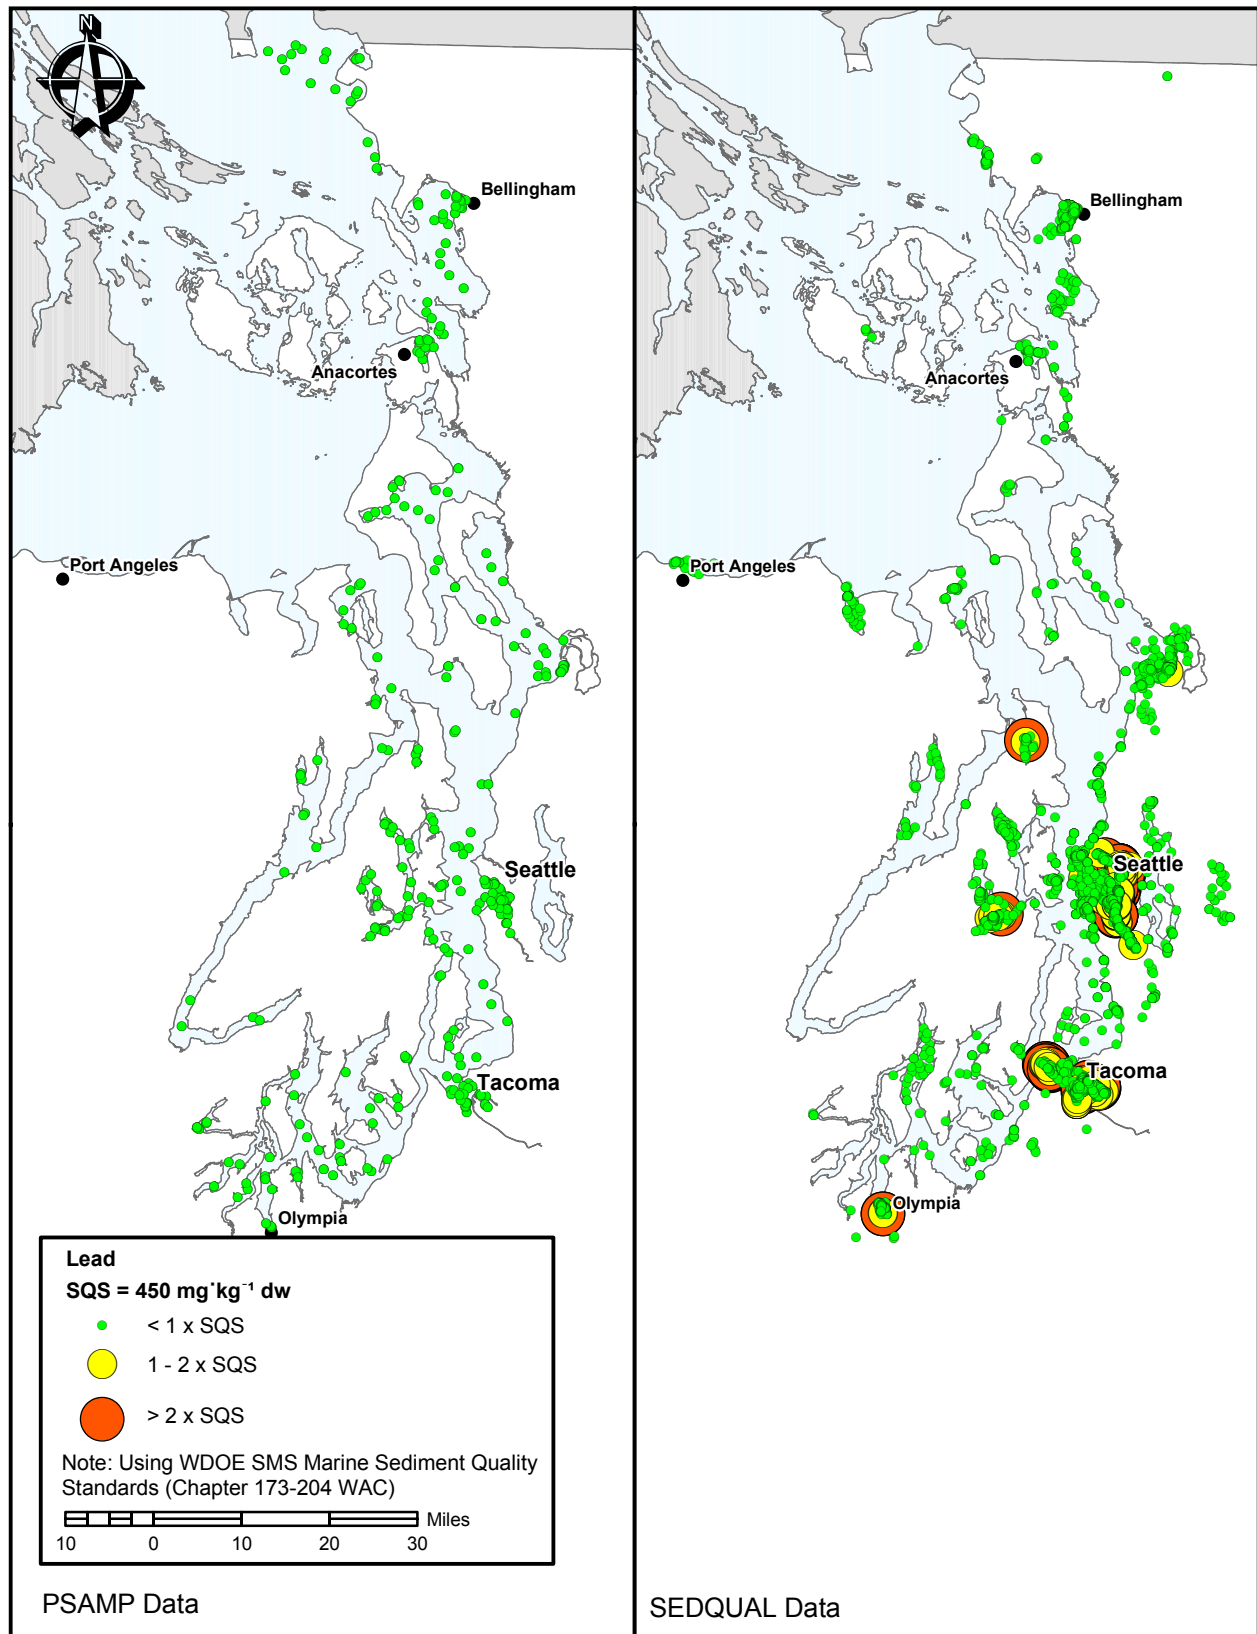 N
Bellingham
Anacortes
Port Angeles
Seattle
Tacoma
Olympia
Lead
SQS = 450 mg·kg⁻¹ dw
< 1 x SQS
1 - 2 x SQS
> 2 x SQS
Note: Using WDOE SMS Marine Sediment Quality
Standards (Chapter 173-204 WAC)
Miles
10 0 10 20 30
PSAMP Data
Bellingham
Anacortes
Port Angeles
Seattle
Tacoma
Olympia
SEDQUAL Data